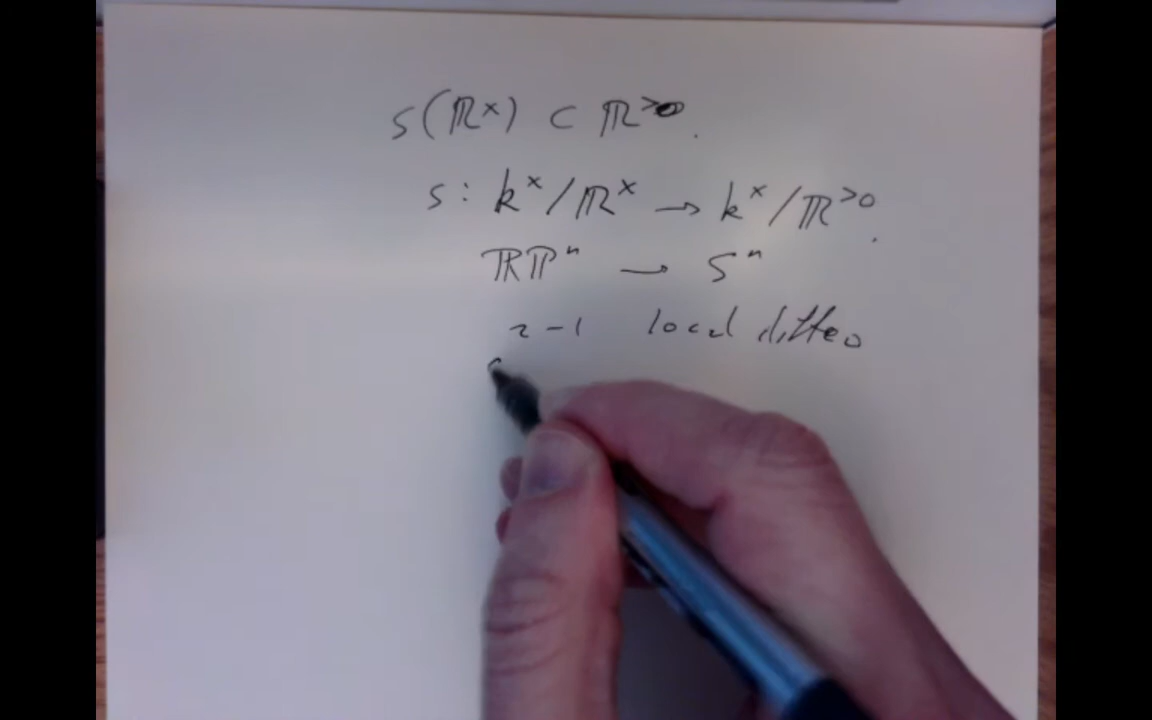 s(ℝ^×) ⊂ ℝ^{>0}.
s: k^×/ℝ^× → k^×/ℝ^{>0}.
ℝℙ^n → S^n
2-1 local diffeo